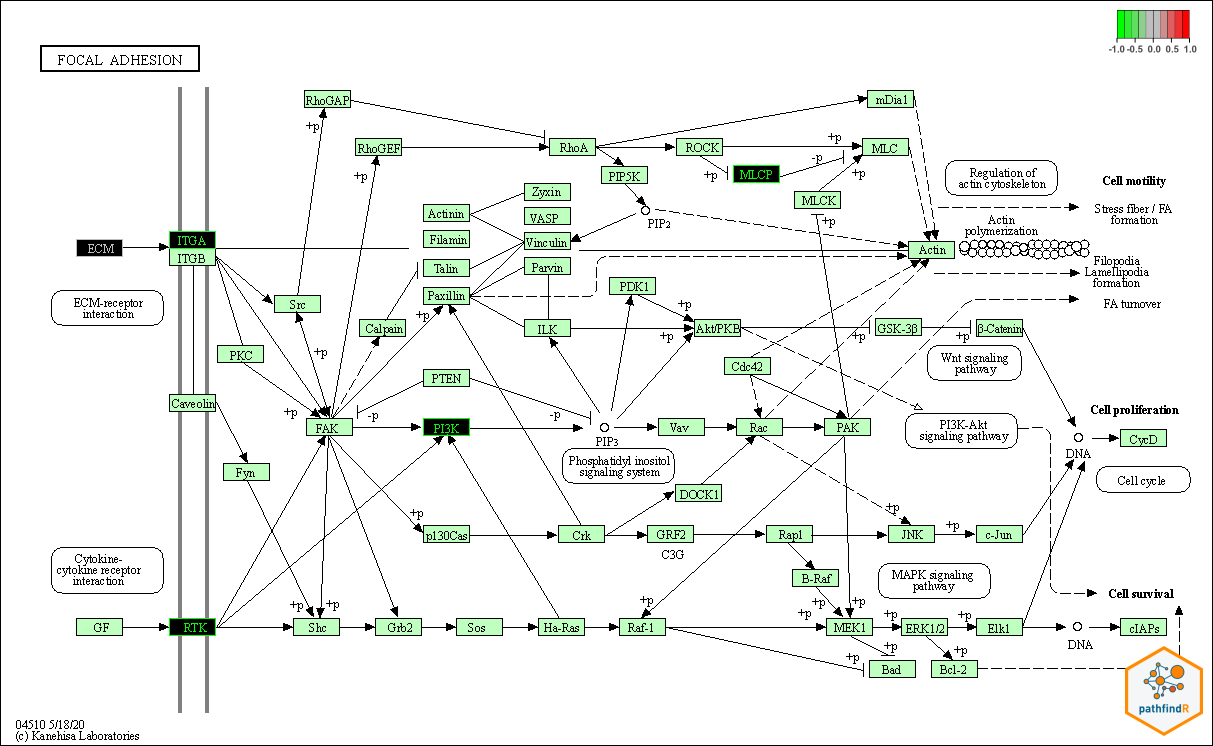 -1.0 -0.5 0.0 0.5 1.0
FOCAL ADHESION
RhoGAP
mDia1
+p
RhoGEF
RhoA
ROCK
+p
MLC
-p
+p
+p
+p
PIP5K
MLCP
MLCK
Regulation of
actin cytoskeleton
Cell motility
Zyxin
Actinin
VASP
PIP2
Stress fiber / FA
formation
Actin
polymerization
ECM
ITGA
ITGB
Filamin
Vinculin
Actin
Talin
Parvin
Filopodia
Lamellipodia
formation
ECM-receptor
interaction
Src
Paxillin
PDK1
+p
FA turnover
+p
Calpain
ILK
+p
Akt/PKB
GSK-3β
+p
β-Catenin
+p
PKC
Wnt signaling
pathway
PTEN
Cdc42
Caveolin
+p
-p
-p
Cell proliferation
FAK
PI3K
PIP3
Vav
Rac
PAK
PI3K-Akt
signaling pathway
CycD
DNA
Fyn
Phosphatidyl inositol
signaling system
Cell cycle
DOCK1
+p
+p
p130Cas
Crk
GRF2
Rap1
JNK
+p
c-Jun
C3G
Cytokine-
cytokine receptor
interaction
B-Raf
MAPK signaling
pathway
Cell survival
+p
+p
+p
+p
+p
+p
+p
+p
GF
RTK
Shc
Grb2
Sos
Ha-Ras
Raf-1
MEK1
ERK1/2
Elk1
DNA
cIAPs
+p
+p
+p
Bad
Bcl-2
pathfindR
04510 5/18/20
(c) Kanehisa Laboratories